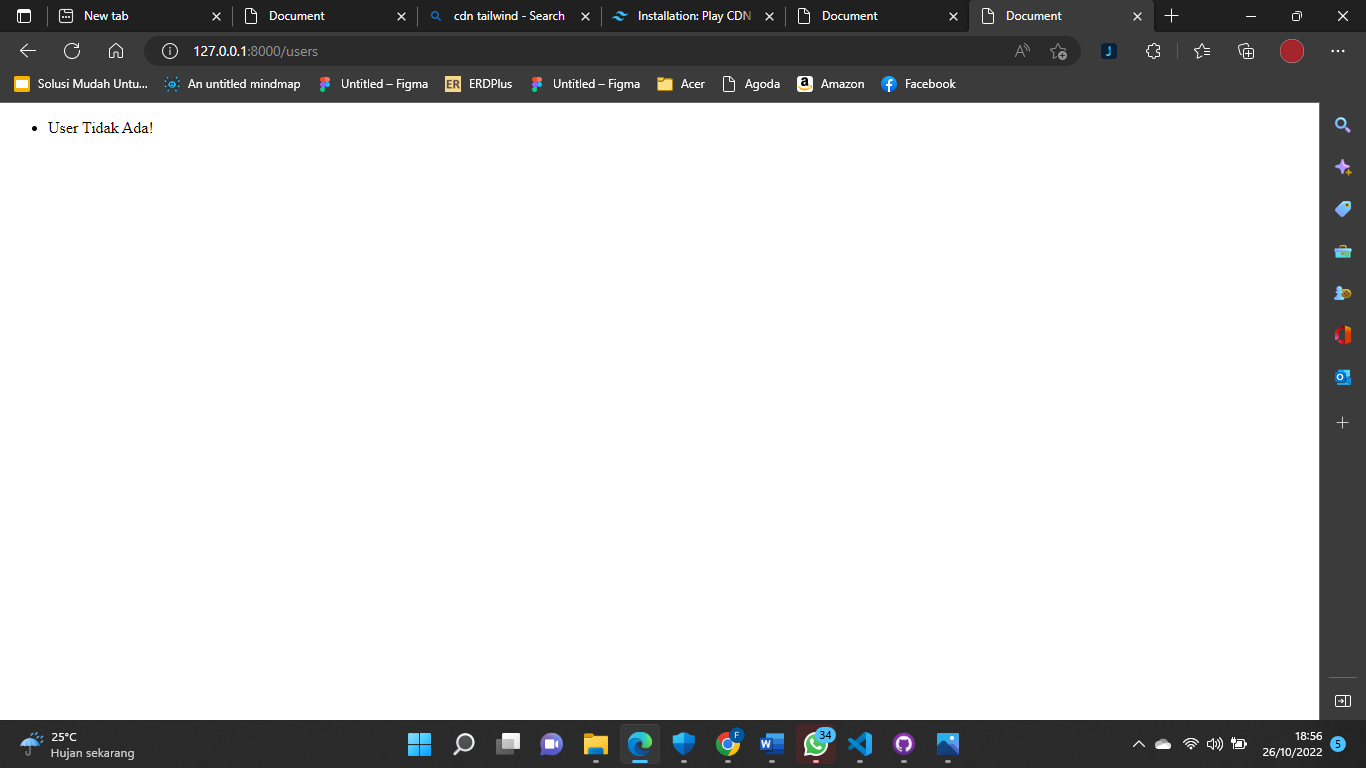 New tab
Document
cdn tailwind - Search
Installation: Play CDN
Document
Document
127.0.0.1:8000/users
A
J
Solusi Mudah Untu...
An untitled mindmap
Untitled – Figma
ER
ERDPlus
Untitled – Figma
Acer
Agoda
a
Amazon
Facebook
• User Tidak Ada!
25°C
Hujan sekarang
F
W
34
18:56
26/10/2022
5